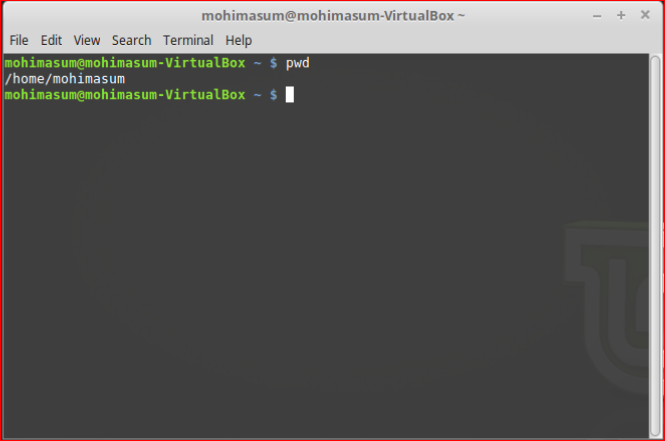 mohimasum@mohimasum-VirtualBox ~
File Edit View Search Terminal Help
mohimasum@mohimasum-VirtualBox ~ $ pwd
/home/mohimasum
mohimasum@mohimasum-VirtualBox ~ $